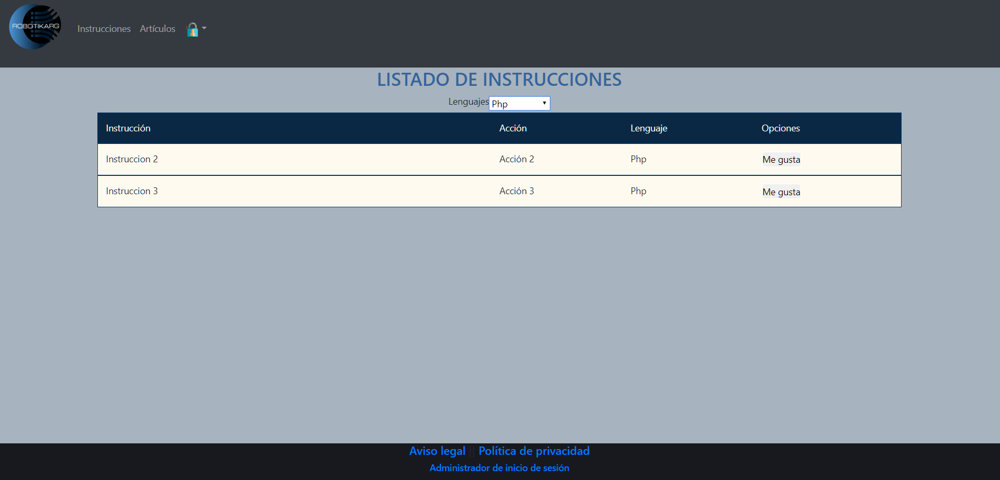 ROBOTIKARG
Instrucciones Artículos
LISTADO DE INSTRUCCIONES
Lenguajes Php
Instrucción Acción Lenguaje Opciones
Instruccion 2 Acción 2 Php Me gusta
Instruccion 3 Acción 3 Php Me gusta
Aviso legal || Política de privacidad
Administrador de inicio de sesión